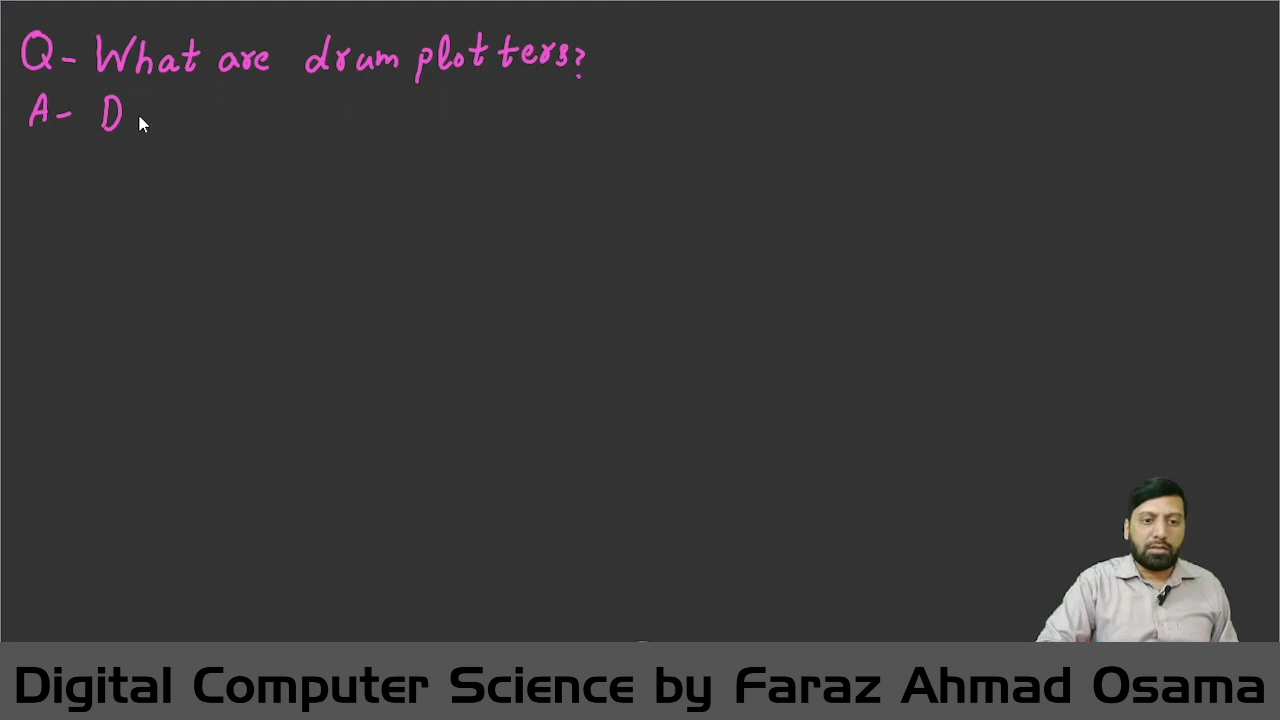 Q- What are drum plotters?
A- D
Digital Computer Science by Faraz Ahmad Osama